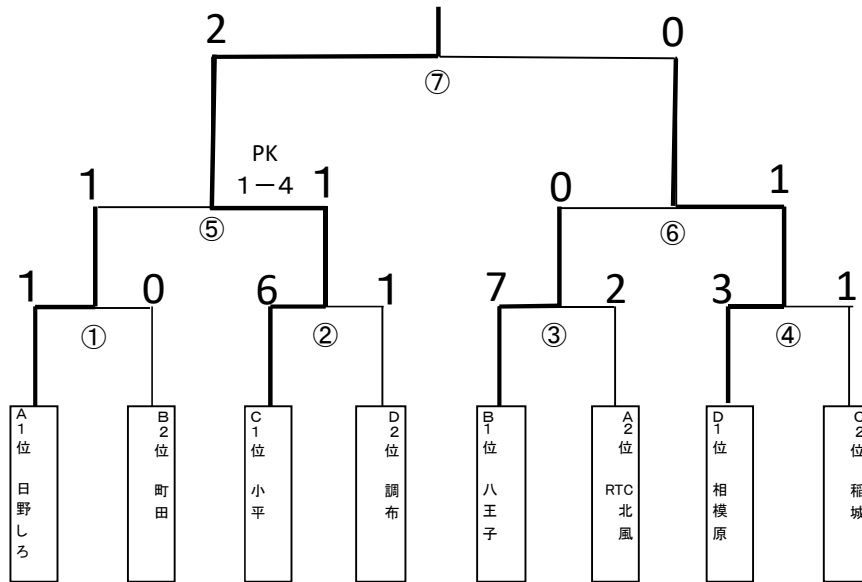 2 0
⑦
PK
1－4
1 1 0 1
⑤ ⑥
1 0 6 1 7 2 3 1
① ② ③ ④
A1位 日野しろ
B2位 町田
C1位 小平
D2位 調布
B1位 八王子
A2位 RTC北風
D1位 相模原
C2位 稲城